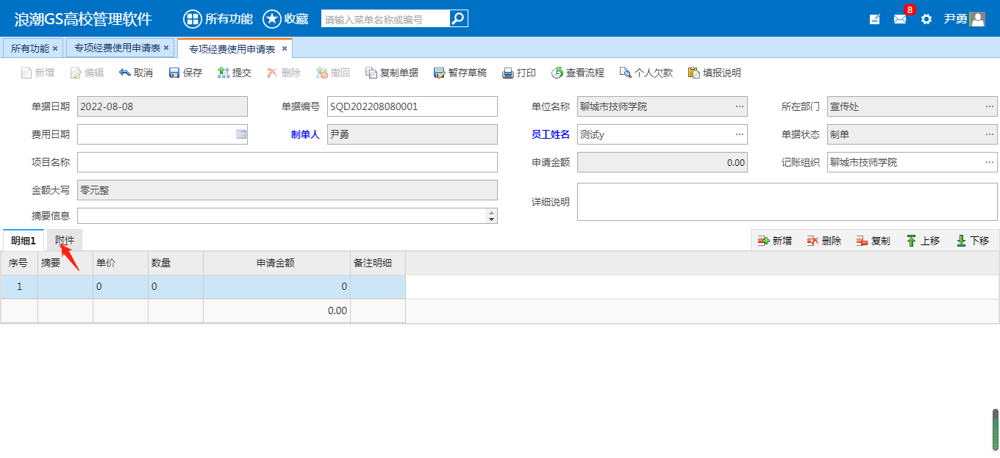 浪潮GS高校管理软件 所有功能 收藏 请输入菜单名称或编号 8 尹勇
所有功能 × 专项经费使用申请表 × 专项经费使用申请表 ×
新增 编辑 取消 保存 提交 删除 撤回 复制单据 暂存草稿 打印 查看流程 个人欠款 填报说明
单据日期 2022-08-08 单据编号 SQD202208080001 单位名称 聊城市技师学院 ... 所在部门 宣传处 ...
费用日期 制单人 尹勇 员工姓名 测试y ... 单据状态 制单 ...
项目名称 申请金额 0.00 记账组织 聊城市技师学院 ...
金额大写 零元整 详细说明
摘要信息
明细1 附件 新增 删除 复制 上移 下移
序号 摘要 单价 数量 申请金额 备注明细
1 0 0 0
0.00